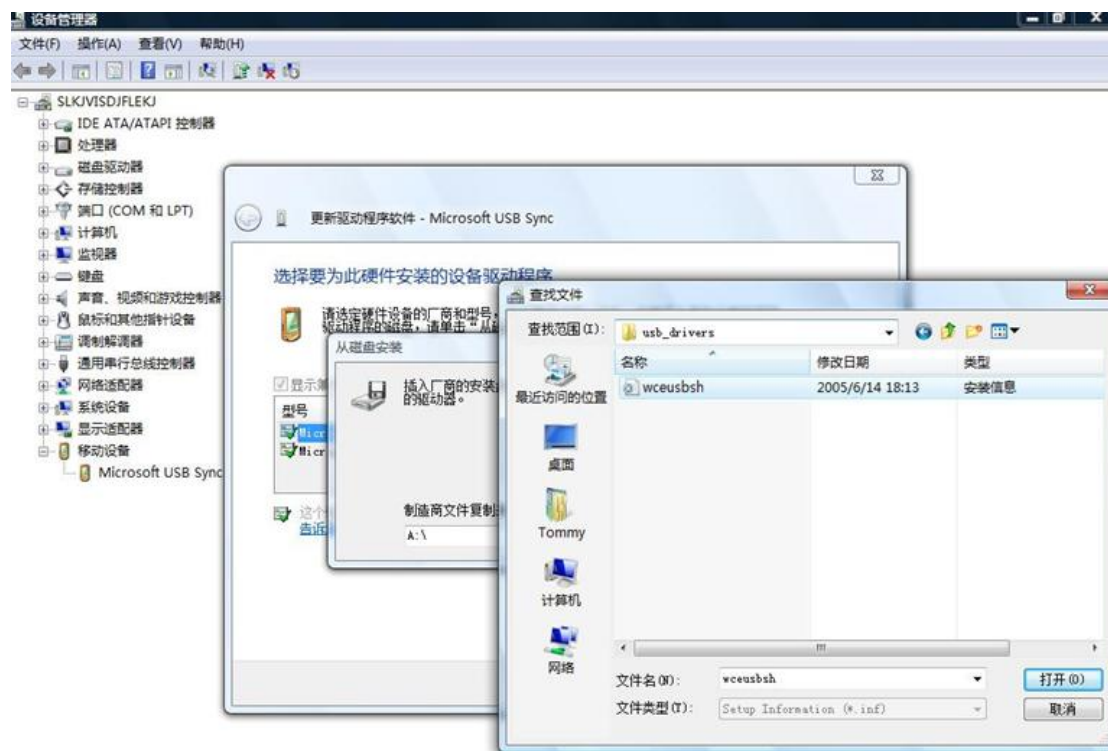 设备管理器
文件(F) 操作(A) 查看(V) 帮助(H)
SLKJVISDJFLEKJ
IDE ATA/ATAPI 控制器
处理器
磁盘驱动器
存储控制器
端口 (COM 和 LPT)
计算机
监视器
键盘
声音、视频和游戏控制器
鼠标和其他指针设备
调制解调器
通用串行总线控制器
网络适配器
系统设备
显示适配器
移动设备
Microsoft USB Sync
更新驱动程序软件 - Microsoft USB Sync
选择要为此硬件安装的设备驱动程序
请选定硬件设备的厂商和型号,
驱动程序的磁盘,请单击“从磁
显示兼
型号
Micr
Micr
这个
告诉
从磁盘安装
插入厂商的安装
的驱动器。
制造商文件复制
A:\
查找文件
查找范围(I): usb_drivers
名称 修改日期 类型
wceusbsh 2005/6/14 18:13 安装信息
最近访问的位置
桌面
Tommy
计算机
网络
文件名(N): wceusbsh 打开(O)
文件类型(T): Setup Information (*.inf) 取消